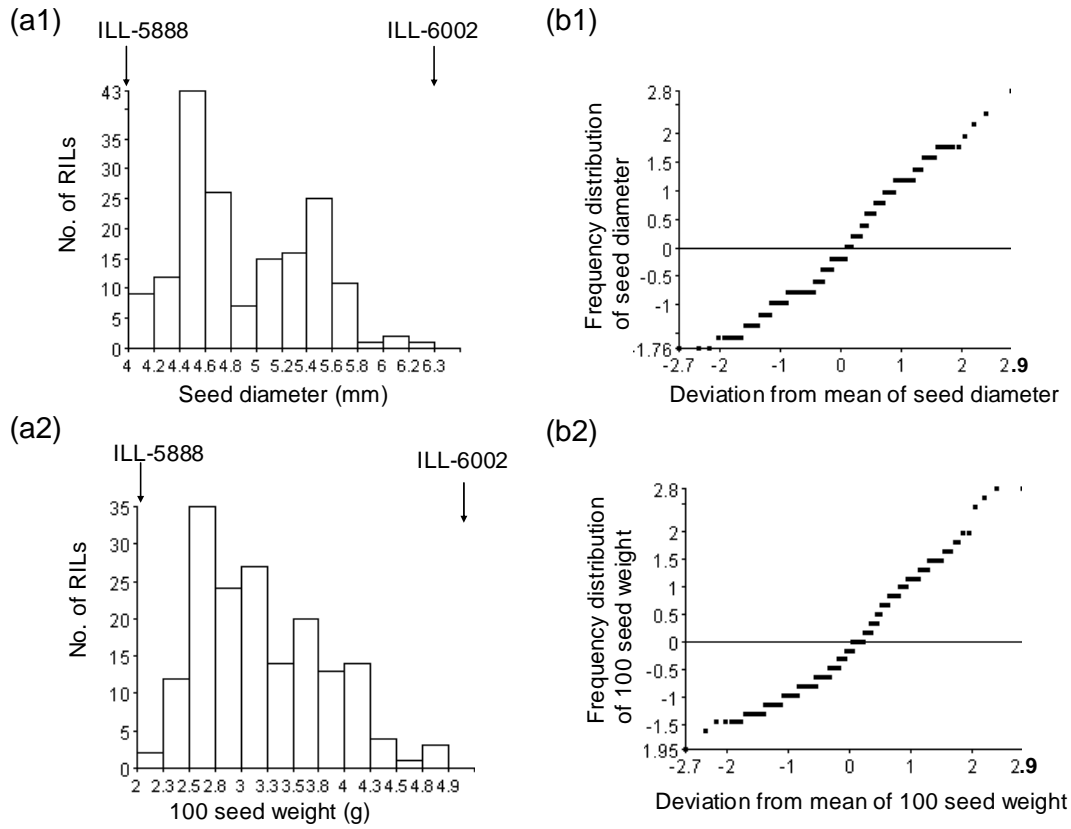 (a1)
ILL-5888
ILL-6002
No. of RILs
43
35
30
25
20
15
10
5
0
4 4.2 4.4 4.6 4.8 5 5.2 5.4 5.6 5.8 6 6.2 6.3
Seed diameter (mm)
(b1)
Frequency distribution
of seed diameter
2.8
2
1.5
1
0.5
0
-0.5
-1
-1.76
-2.7 -2 -1 0 1 2 2.9
Deviation from mean of seed diameter
(a2)
ILL-5888
ILL-6002
No. of RILs
35
30
25
20
15
10
5
0
2 2.3 2.5 2.8 3 3.3 3.5 3.8 4 4.3 4.5 4.8 4.9
100 seed weight (g)
(b2)
Frequency distribution
of 100 seed weight
2.8
2
1.5
1
0.5
0
-0.5
-1
-1.5
1.95
-2.7 -2 -1 0 1 2 2.9
Deviation from mean of 100 seed weight